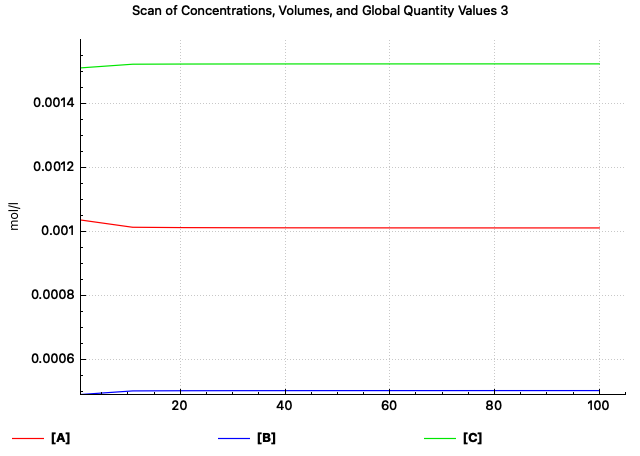 Scan of Concentrations, Volumes, and Global Quantity Values 3
mol/l
0.0014
0.0012
0.001
0.0008
0.0006
20 40 60 80 100
[A] [B] [C]